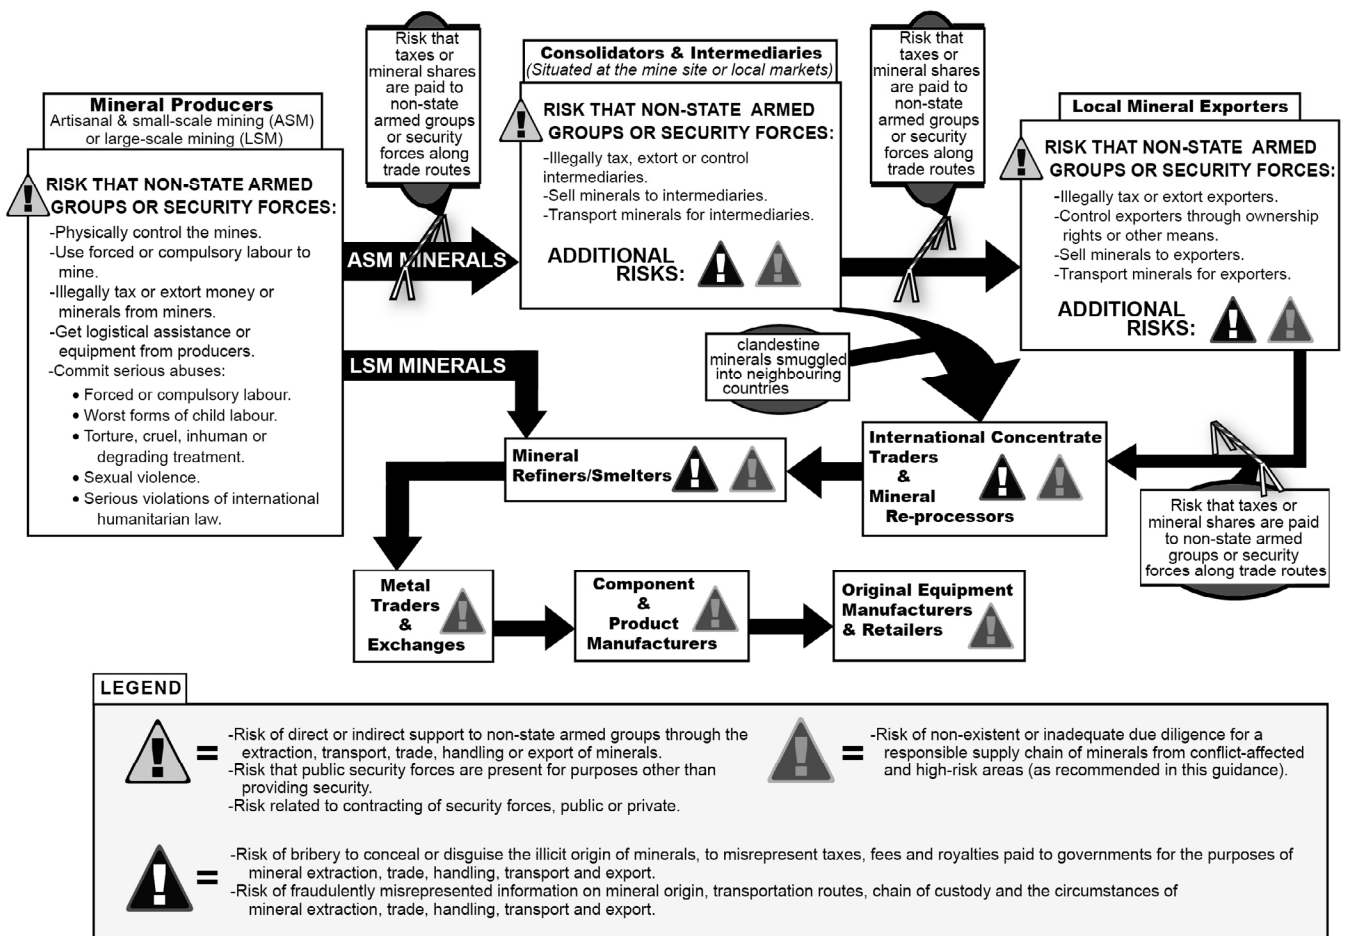 Mineral Producers
Artisanal & small-scale mining (ASM)
or large-scale mining (LSM)
RISK THAT NON-STATE ARMED
GROUPS OR SECURITY FORCES:
-Physically control the mines.
-Use forced or compulsory labour to
mine.
-Illegally tax or extort money or
minerals from miners.
-Get logistical assistance or
equipment from producers.
-Commit serious abuses:
• Forced or compulsory labour.
• Worst forms of child labour.
• Torture, cruel, inhuman or
degrading treatment.
• Sexual violence.
• Serious violations of international
humanitarian law.
Risk that
taxes or
mineral shares
are paid to
non-state
armed groups
or security
forces along
trade routes
ASM MINERALS
LSM MINERALS
Consolidators & Intermediaries
(Situated at the mine site or local markets)
RISK THAT NON-STATE ARMED
GROUPS OR SECURITY FORCES:
-Illegally tax, extort or control
intermediaries.
-Sell minerals to intermediaries.
-Transport minerals for intermediaries.
ADDITIONAL
RISKS:
Risk that
taxes or
mineral shares
are paid to
non-state
armed groups
or security
forces along
trade routes
Local Mineral Exporters
RISK THAT NON-STATE ARMED
GROUPS OR SECURITY FORCES:
-Illegally tax or extort exporters.
-Control exporters through ownership
rights or other means.
-Sell minerals to exporters.
-Transport minerals for exporters.
ADDITIONAL
RISKS:
clandestine
minerals smuggled
into neighbouring
countries
Risk that taxes or
mineral shares are paid
to non-state armed
groups or security
forces along trade routes
International Concentrate
Traders
&
Mineral
Re-processors
Mineral
Refiners/Smelters
Metal
Traders
&
Exchanges
Component
&
Product
Manufacturers
Original Equipment
Manufacturers
& Retailers
LEGEND
=
-Risk of direct or indirect support to non-state armed groups through the
extraction, transport, trade, handling or export of minerals.
-Risk that public security forces are present for purposes other than
providing security.
-Risk related to contracting of security forces, public or private.
=
-Risk of non-existent or inadequate due diligence for a
responsible supply chain of minerals from conflict-affected
and high-risk areas (as recommended in this guidance).
=
-Risk of bribery to conceal or disguise the illicit origin of minerals, to misrepresent taxes, fees and royalties paid to governments for the purposes of
mineral extraction, trade, handling, transport and export.
-Risk of fraudulently misrepresented information on mineral origin, transportation routes, chain of custody and the circumstances of
mineral extraction, trade, handling, transport and export.